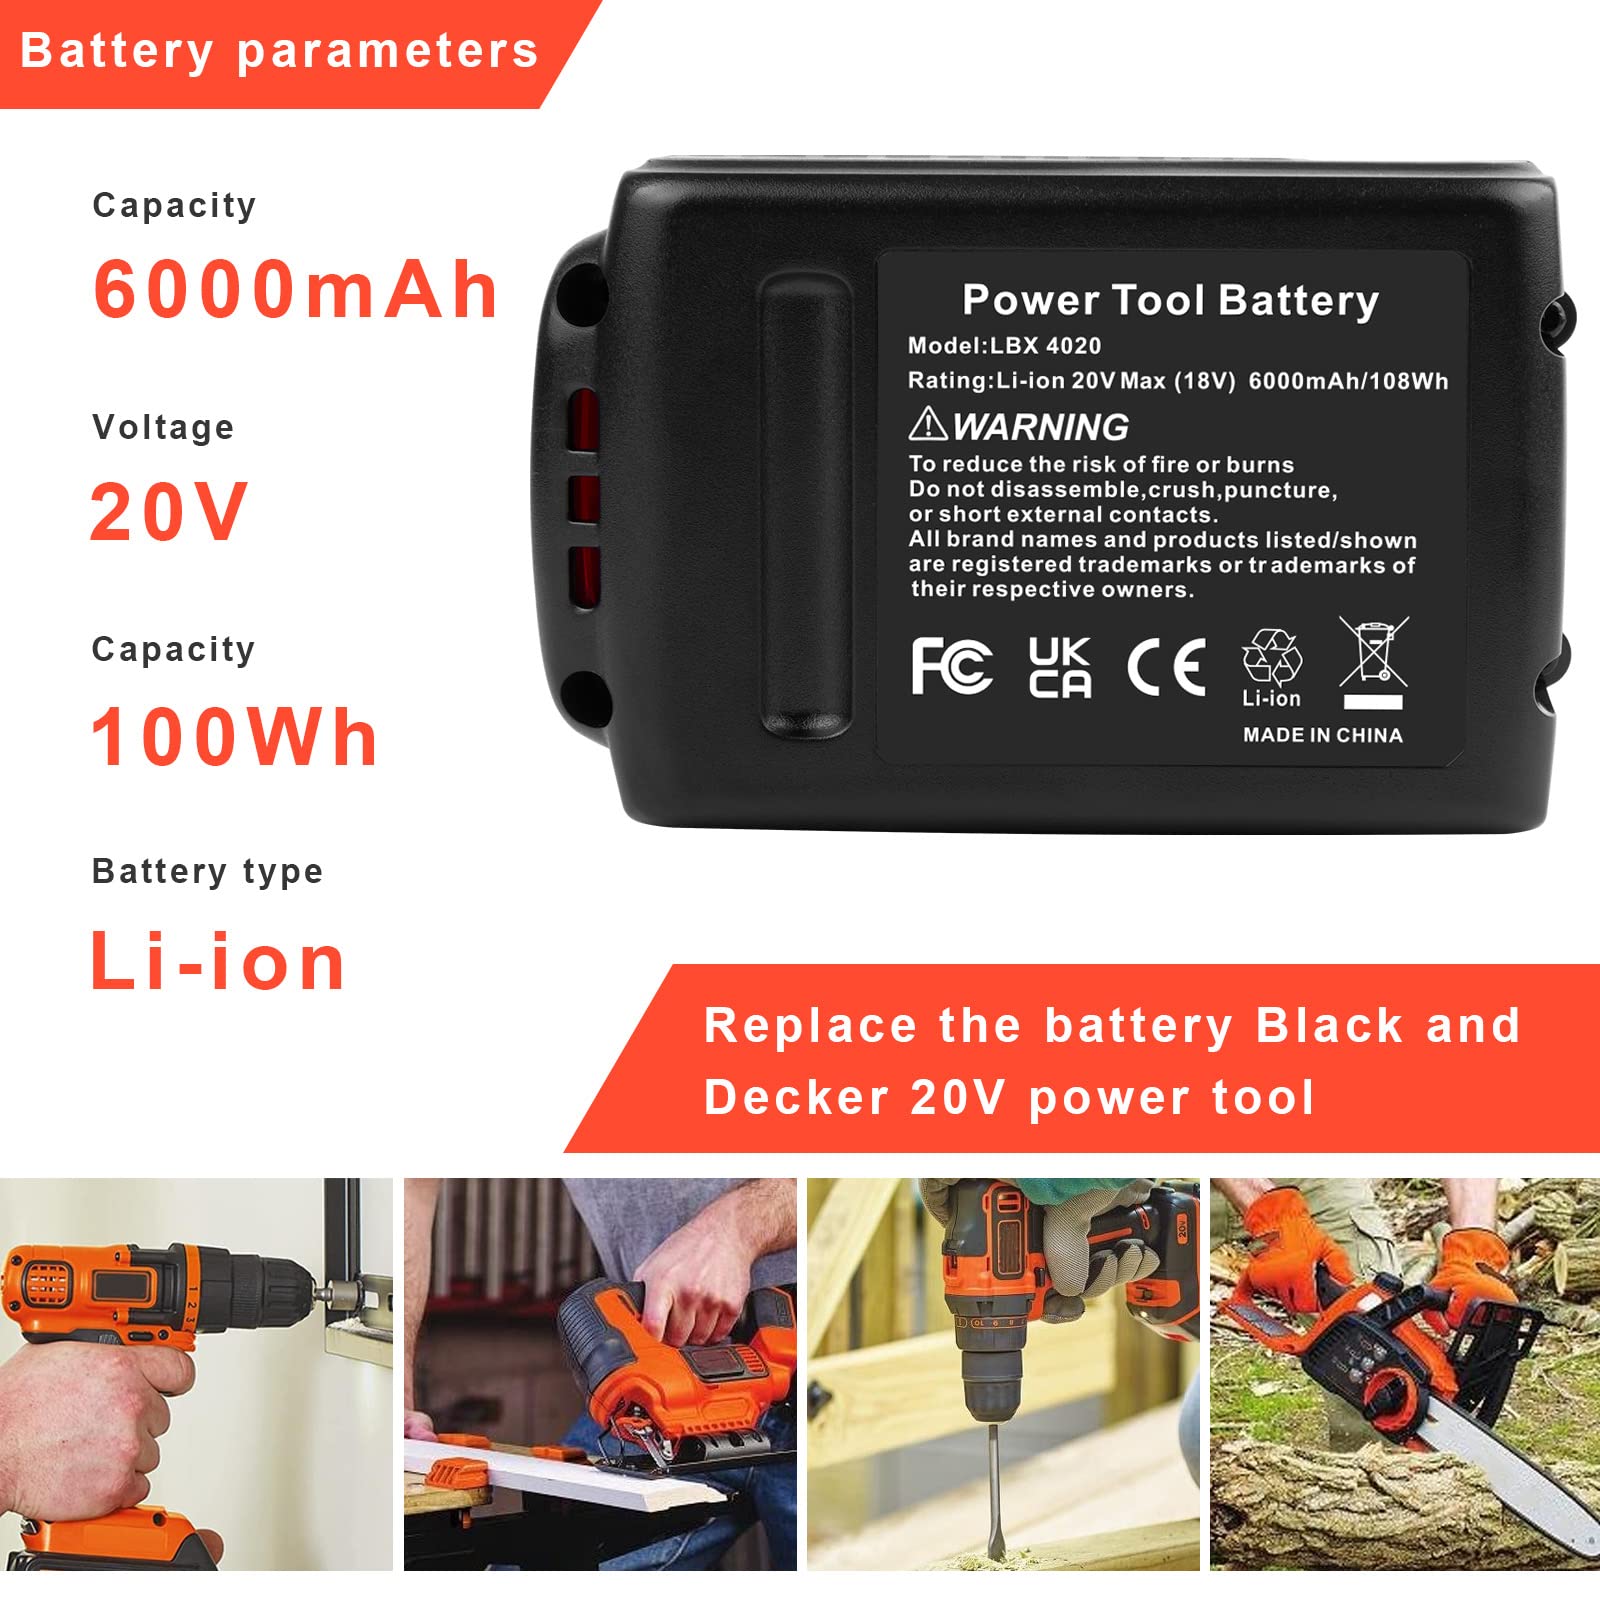 Battery parameters
Capacity
6000mAh
Voltage
20V
Capacity
100Wh
Battery type
Li-ion
Power Tool Battery
Model:LBX 4020
Rating:Li-ion 20V Max (18V) 6000mAh/108Wh
WARNING
To reduce the risk of fire or burns
Do not disassemble,crush,puncture,
or short external contacts.
All brand names and products listed/shown
are registered trademarks or trademarks of
their respective owners.
FC
UK
CA
CE
Li-ion
MADE IN CHINA
Replace the battery Black and
Decker 20V power tool
1 2 3
20V